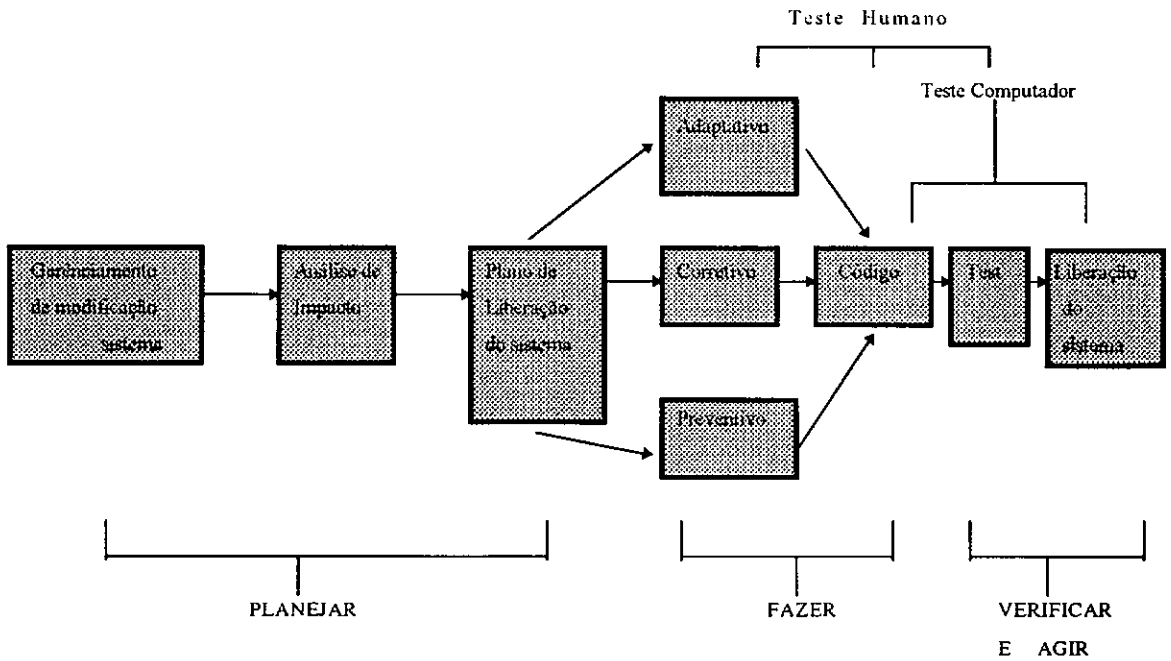 Teste Humano
Teste Computador
Adaptativo
Gerênciamento
de modificação
sistema
Análise de
Impacto
Plano de
Liberação
do sistema
Corretivo
Código
Test
Liberação
do
sistema
Preventivo
PLANEJAR
FAZER
VERIFICAR
E AGIR